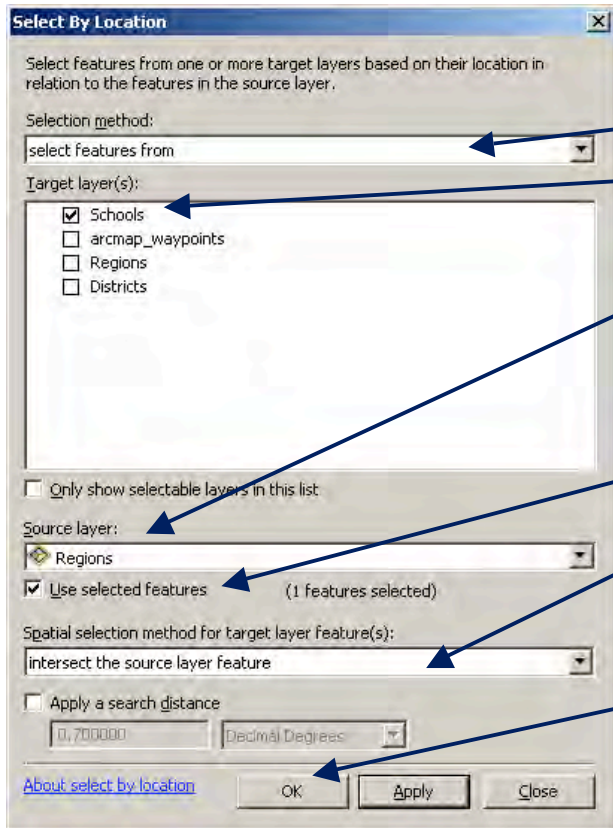 Select By Location
Select features from one or more target layers based on their location in
relation to the features in the source layer.
Selection method:
select features from
Target layer(s):
Schools
arcmap_waypoints
Regions
Districts
Only show selectable layers in this list
Source layer:
Regions
Use selected features (1 features selected)
Spatial selection method for target layer feature(s):
intersect the source layer feature
Apply a search distance
0.700000 Decimal Degrees
About select by location OK Apply Close